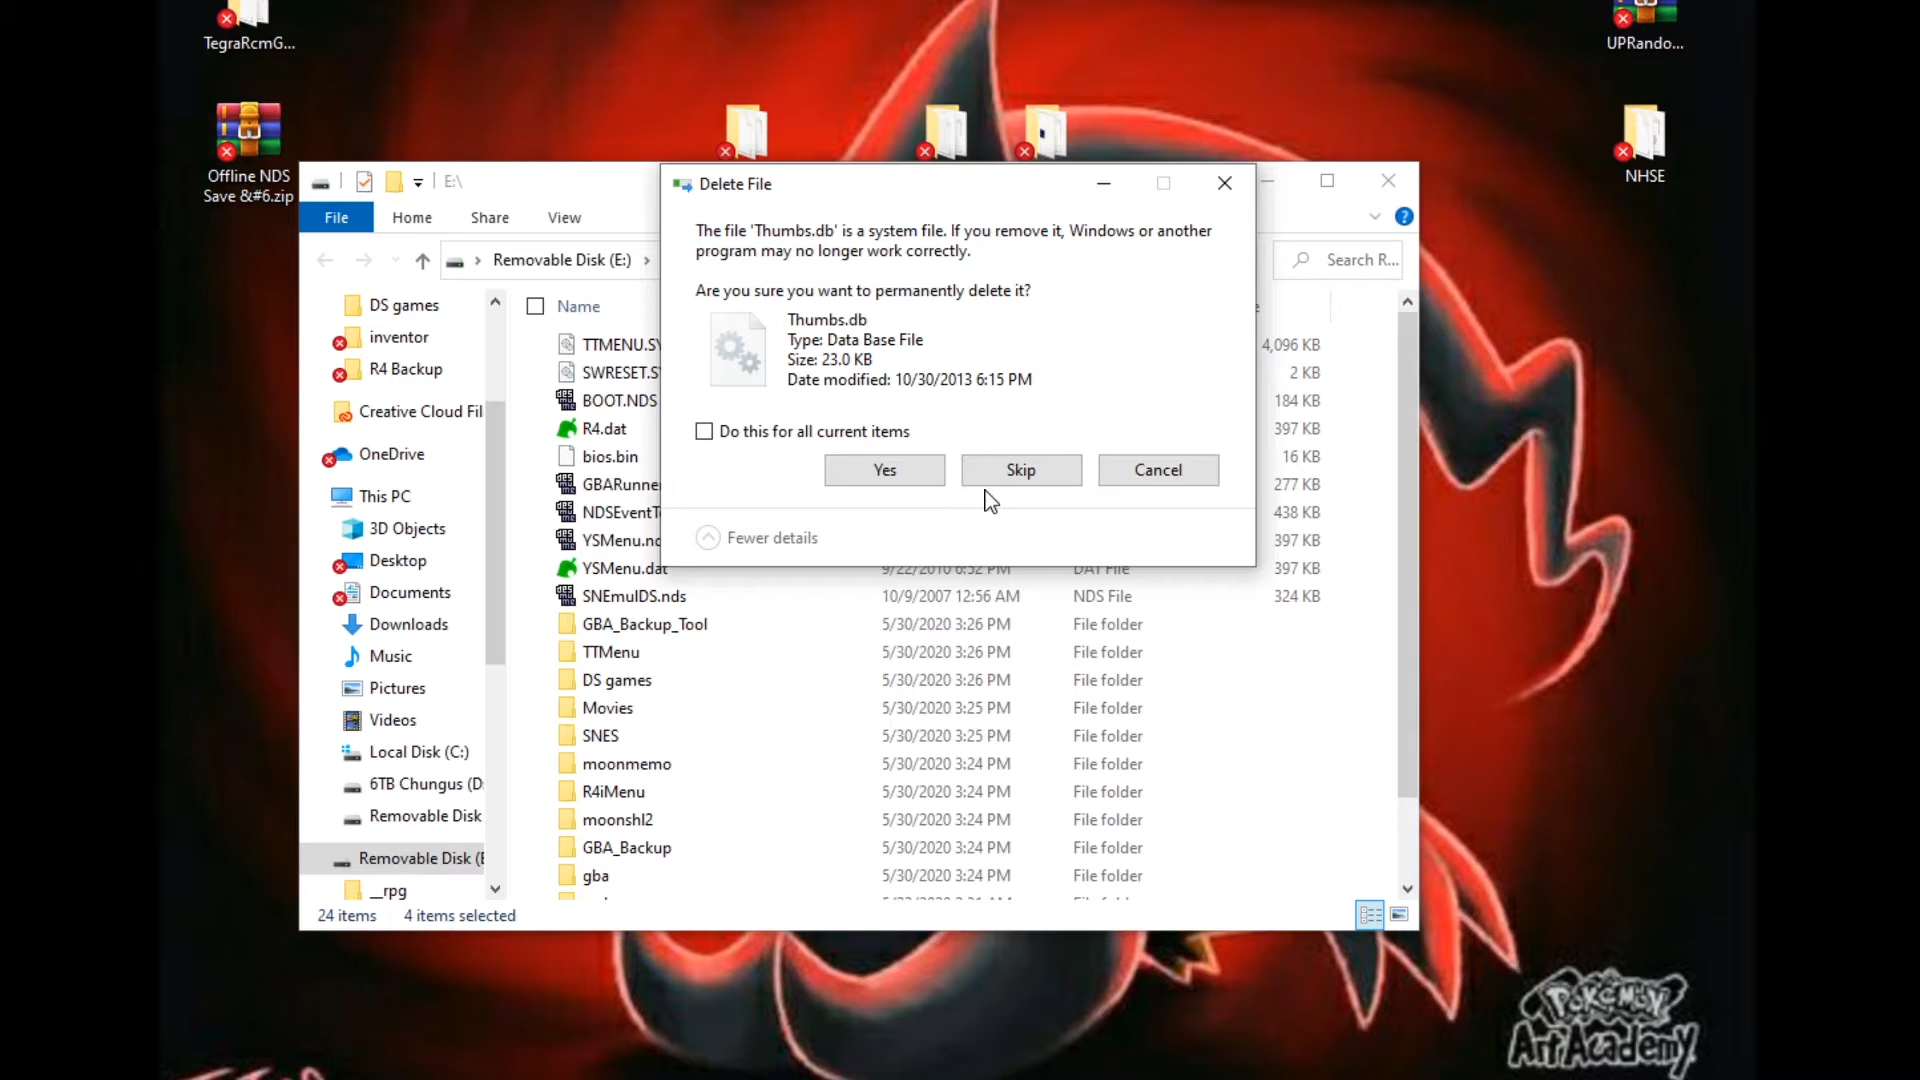 TegraRcmG...
UPRando...
Offline NDS
Save &#6.zip
NHSE
E:\
File
Home
Share
View
Removable Disk (E:)
Search R...
Delete File
The file 'Thumbs.db' is a system file. If you remove it, Windows or another
program may no longer work correctly.
Are you sure you want to permanently delete it?
Thumbs.db
Type: Data Base File
Size: 23.0 KB
Date modified: 10/30/2013 6:15 PM
Do this for all current items
Yes
Skip
Cancel
Fewer details
DS games
inventor
R4 Backup
Creative Cloud Fil
OneDrive
This PC
3D Objects
Desktop
Documents
Downloads
Music
Pictures
Videos
Local Disk (C:)
6TB Chungus (D:
Removable Disk
Removable Disk (E
__rpg
Name
TTMENU.SY
4,096 KB
SWRESET.S
2 KB
BOOT.NDS
184 KB
R4.dat
397 KB
bios.bin
16 KB
GBARunne
277 KB
NDSEventT
438 KB
YSMenu.nd
397 KB
YSMenu.dat 9/22/2010 6:52 PM DAT File 397 KB
SNEmulDS.nds 10/9/2007 12:56 AM NDS File 324 KB
GBA_Backup_Tool 5/30/2020 3:26 PM File folder
TTMenu 5/30/2020 3:26 PM File folder
DS games 5/30/2020 3:26 PM File folder
Movies 5/30/2020 3:25 PM File folder
SNES 5/30/2020 3:25 PM File folder
moonmemo 5/30/2020 3:24 PM File folder
R4iMenu 5/30/2020 3:24 PM File folder
moonshl2 5/30/2020 3:24 PM File folder
GBA_Backup 5/30/2020 3:24 PM File folder
gba 5/30/2020 3:24 PM File folder
24 items 4 items selected
POKéMON
Art Academy